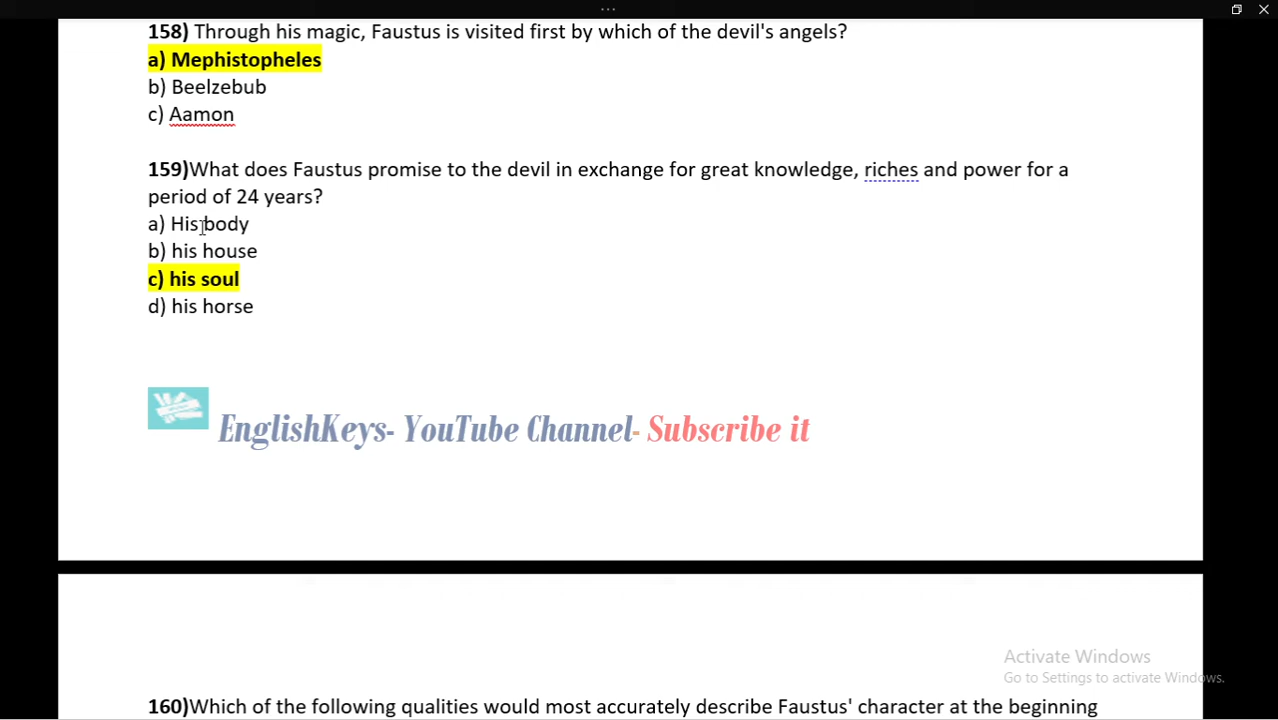 158) Through his magic, Faustus is visited first by which of the devil's angels?
a) Mephistopheles
b) Beelzebub
c) Aamon
159)What does Faustus promise to the devil in exchange for great knowledge, riches and power for a
period of 24 years?
a) His body
b) his house
c) his soul
d) his horse
EnglishKeys- YouTube Channel- Subscribe it
Activate Windows
Go to Settings to activate Windows.
160)Which of the following qualities would most accurately describe Faustus' character at the beginning